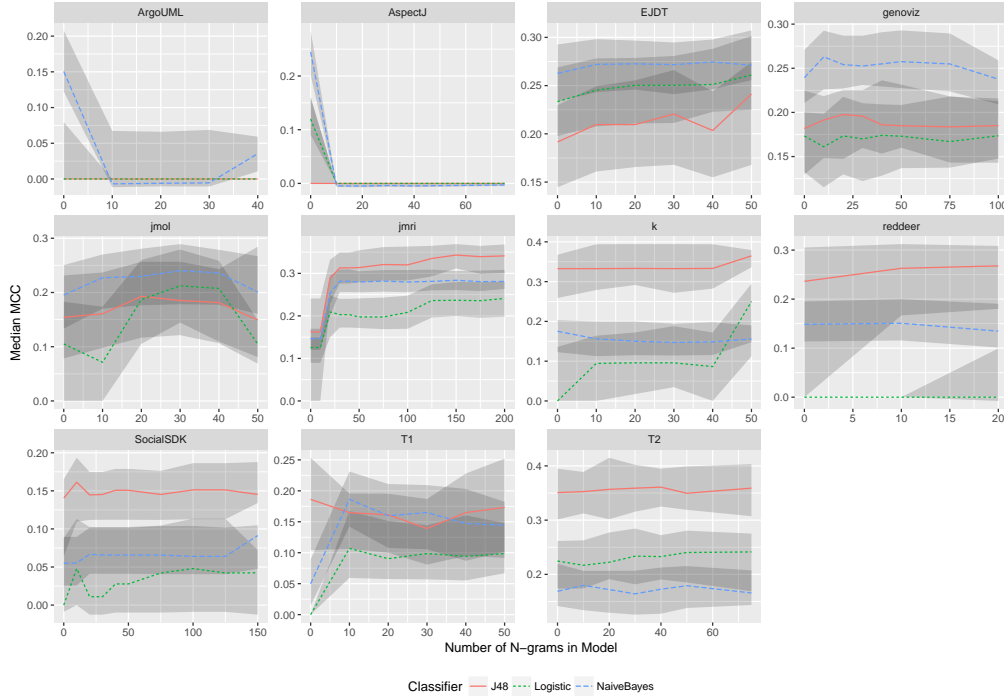 ArgoUML AspectJ EJDT genoviz
0.20 0.15 0.10 0.05 0.00
0.2 0.1 0.0
0.30 0.25 0.20 0.15
0.30 0.25 0.20 0.15
0 10 20 30 40
0 20 40 60
0 10 20 30 40 50
0 25 50 75 100
jmol jmri k reddeer
0.3 0.2 0.1 0.0
0.3 0.2 0.1 0.0
0.4 0.3 0.2 0.1 0.0
0.3 0.2 0.1 0.0
0 10 20 30 40 50
0 50 100 150 200
0 10 20 30 40 50
0 5 10 15 20
SocialSDK T1 T2
0.20 0.15 0.10 0.05 0.00
0.25 0.20 0.15 0.10 0.05 0.00
0.4 0.3 0.2
0 50 100 150
0 10 20 30 40 50
0 20 40 60
Median MCC
Number of N-grams in Model
Classifier J48 Logistic NaiveBayes